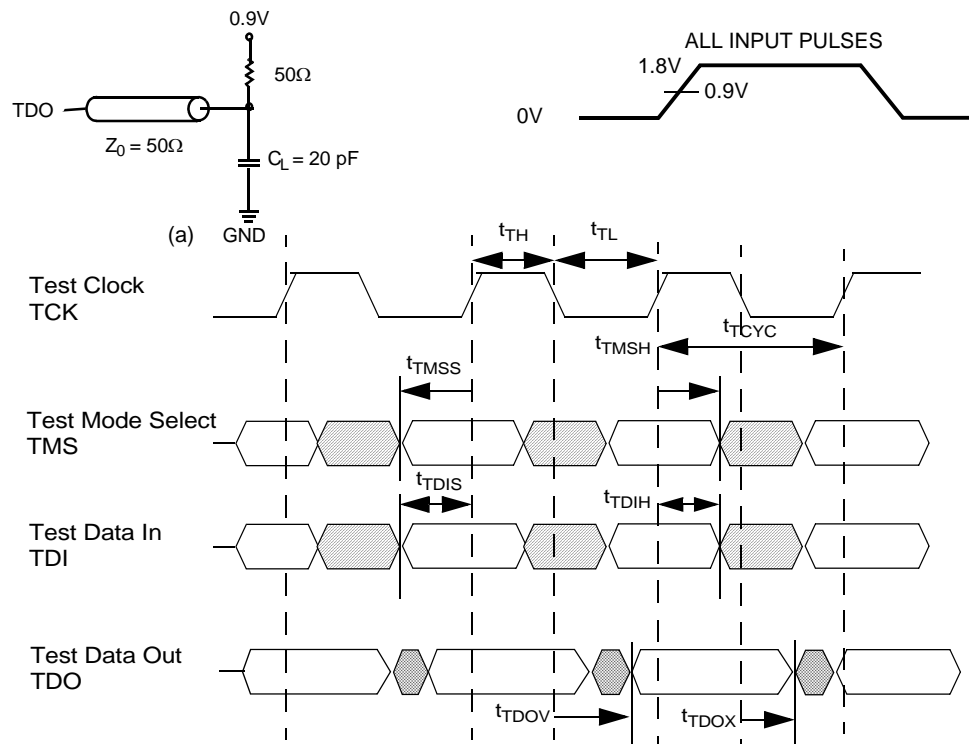 0.9V
50Ω
TDO
Z0 = 50Ω
CL = 20 pF
(a)
GND
ALL INPUT PULSES
1.8V
0.9V
0V
tTH
tTL
Test Clock
TCK
tTCYC
tTMSH
tTMSS
Test Mode Select
TMS
tTDIS
tTDIH
Test Data In
TDI
Test Data Out
TDO
tTDOV
tTDOX